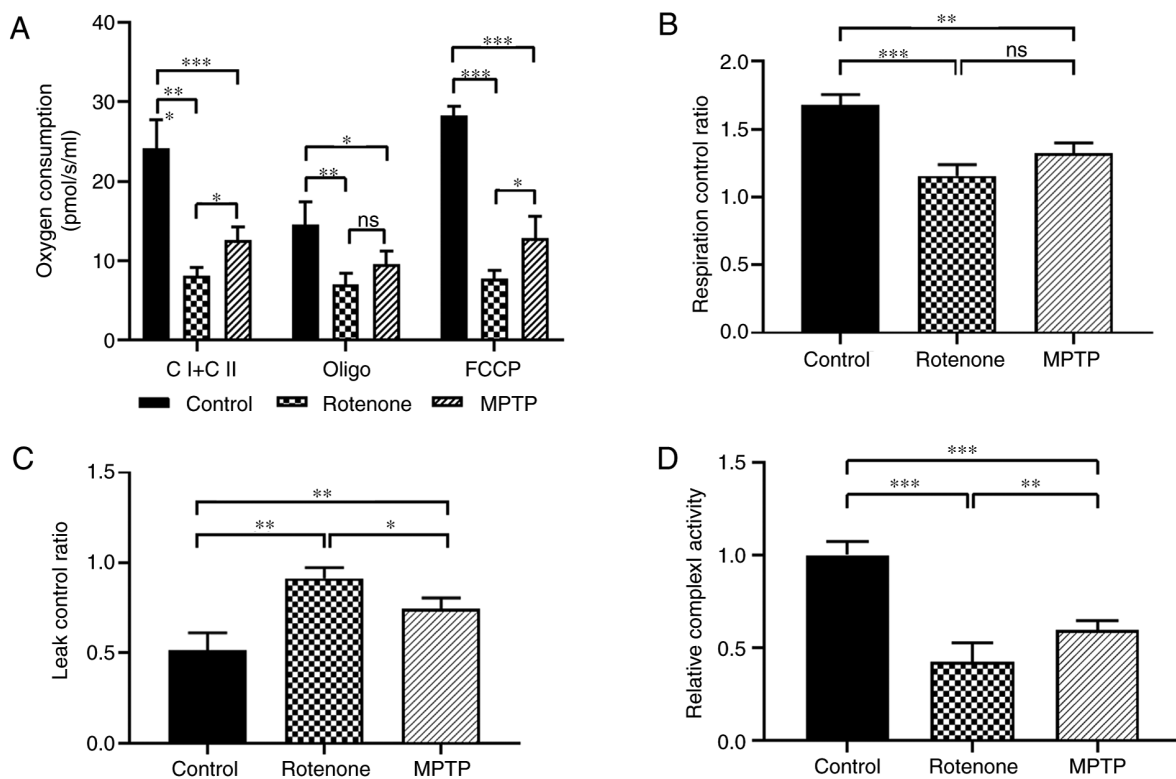 A
Oxygen consumption
(pmol/s/ml)
40
30
20
10
0
***
**
*
*
*
**
ns
***
***
*
C I+C II Oligo FCCP
Control Rotenone MPTP
B
Respiration control ratio
2.0
1.5
1.0
0.5
0.0
**
*** ns
Control Rotenone MPTP
C
Leak control ratio
1.5
1.0
0.5
0.0
**
** *
Control Rotenone MPTP
D
Relative complexI activity
1.5
1.0
0.5
0.0
***
*** **
Control Rotenone MPTP